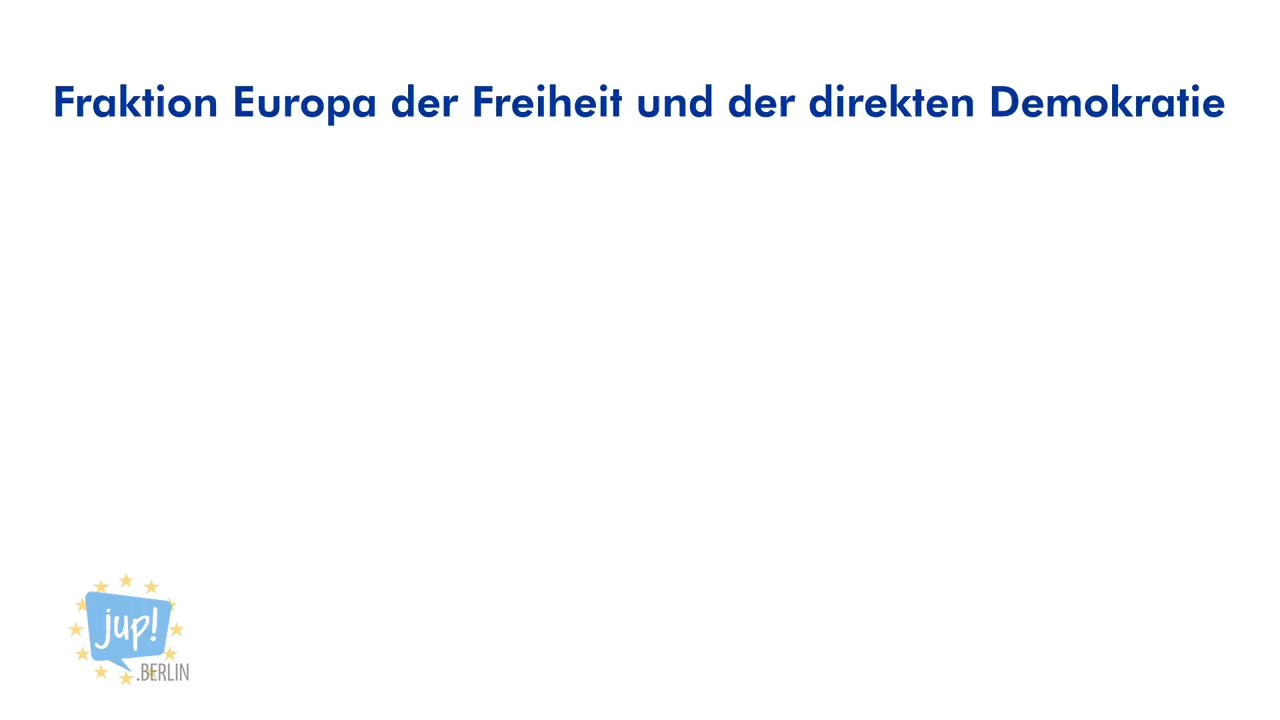 Fraktion Europa der Freiheit und der direkten Demokratie
jup!
.BERLIN